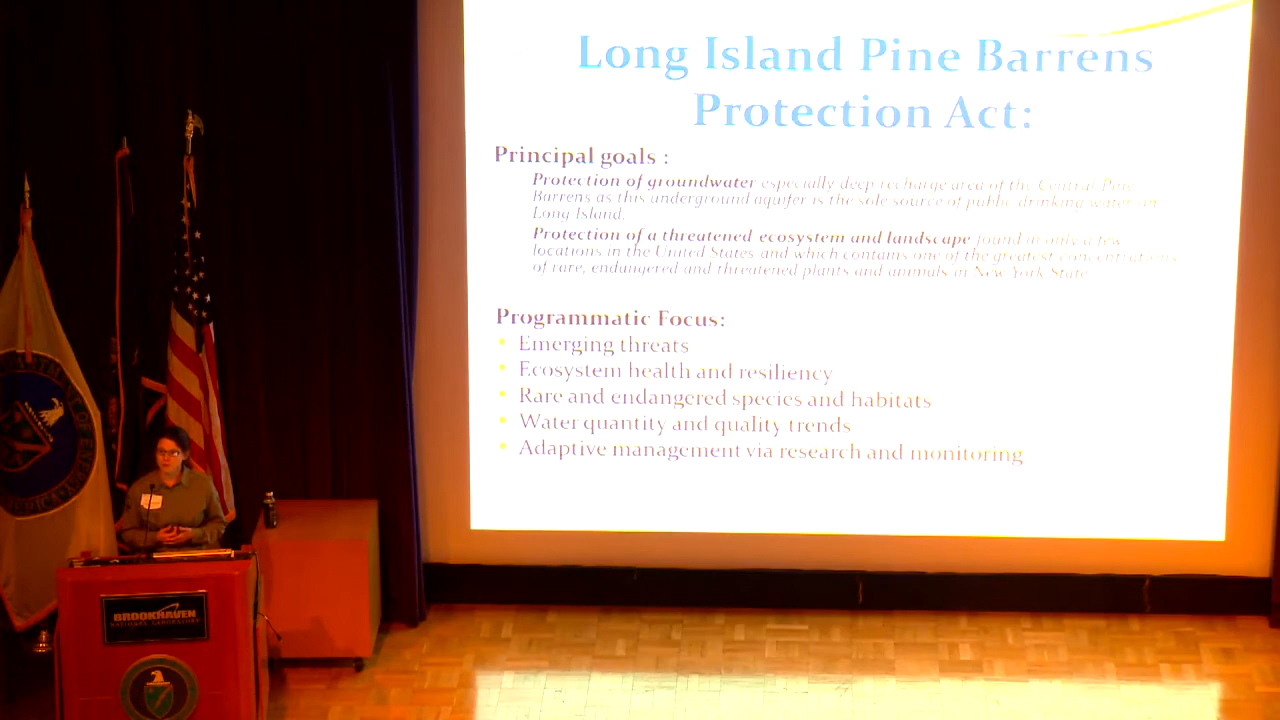 Long Island Pine Barrens
Protection Act:
Principal goals :
Protection of groundwater especially deep recharge area of the Central Pine
Barrens as this underground aquifer is the sole source of public drinking water
Long Island.
Protection of a threatened ecosystem and landscape found in only a few
locations in the United States and which contains one of the greatest concentrations
of rare, endangered and threatened plants and animals in New York State
Programmatic Focus:
• Emerging threats
• Ecosystem health and resiliency
• Rare and endangered species and habitats
• Water quantity and quality trends
• Adaptive management via research and monitoring
BROOKHAVEN
NATIONAL LABORATORY